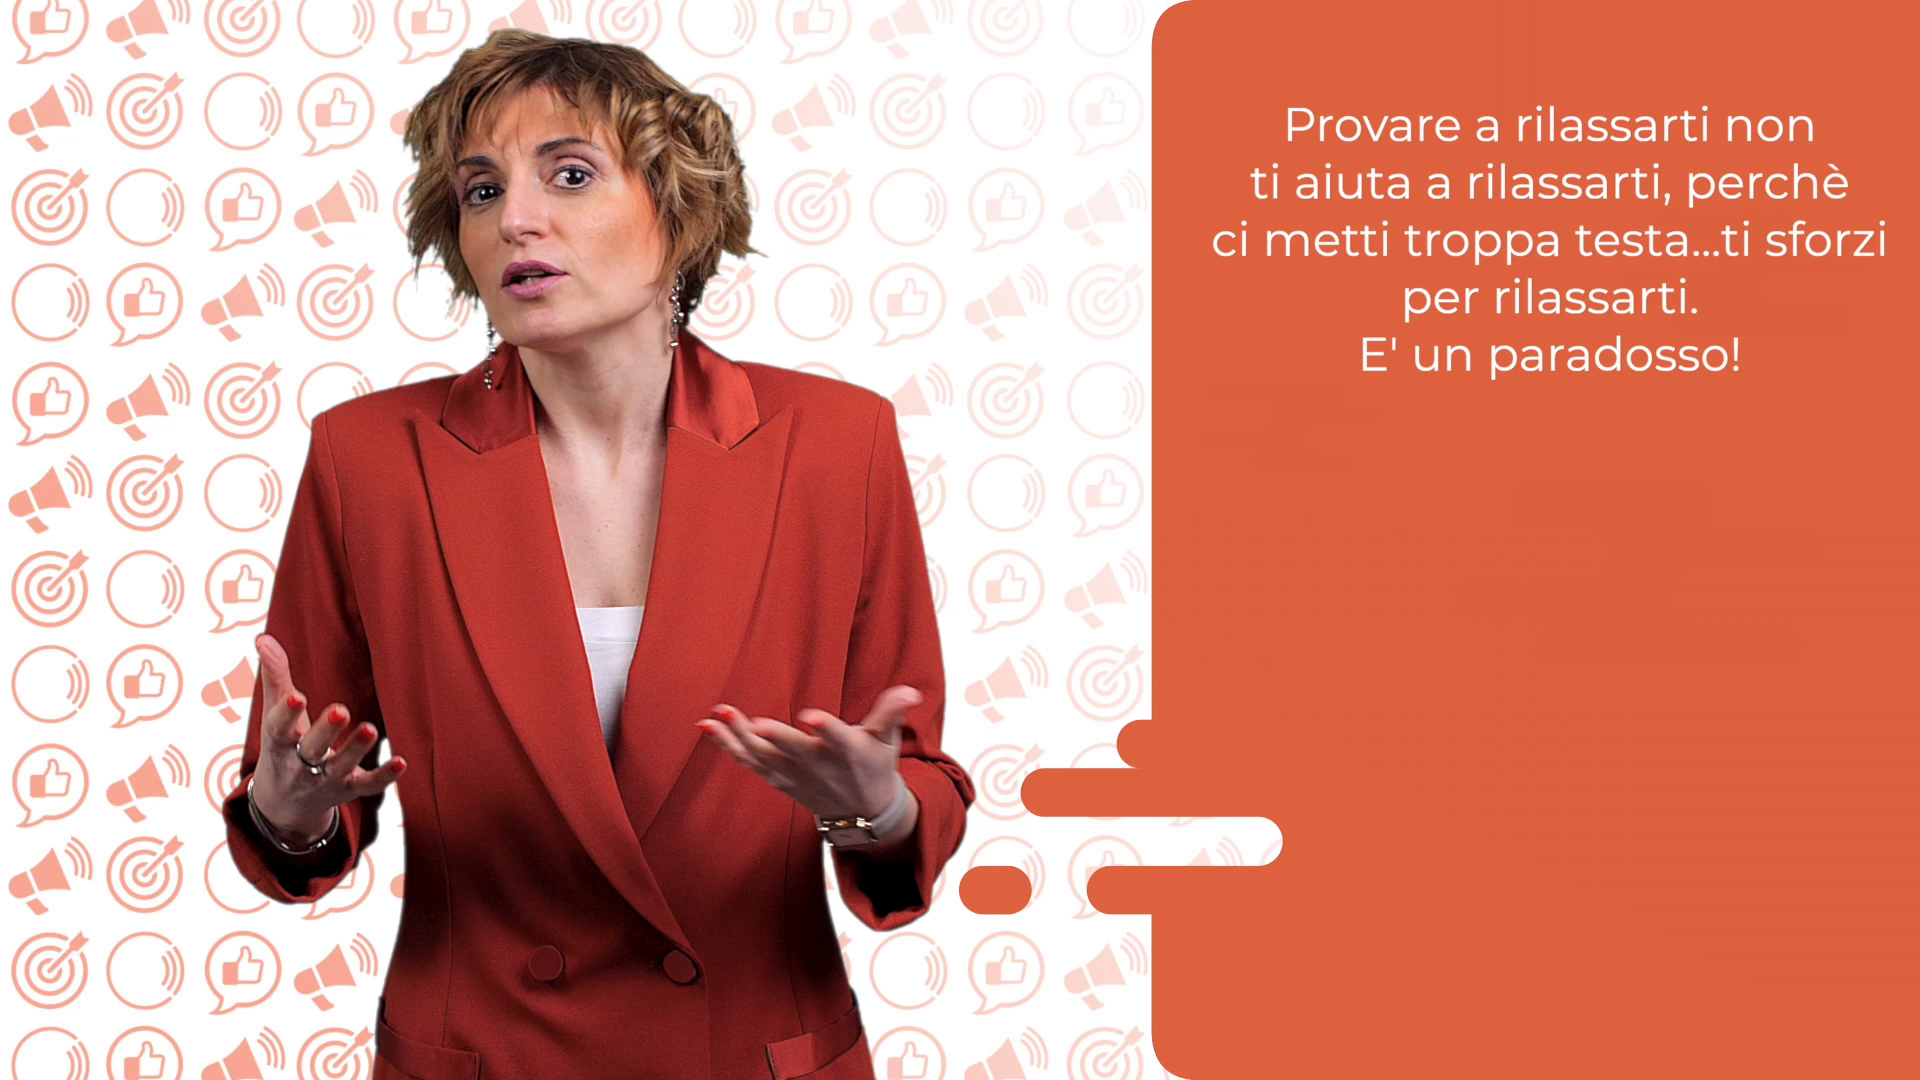 Provare a rilassarti non
ti aiuta a rilassarti, perchè
ci metti troppa testa...ti sforzi
per rilassarti.
E' un paradosso!